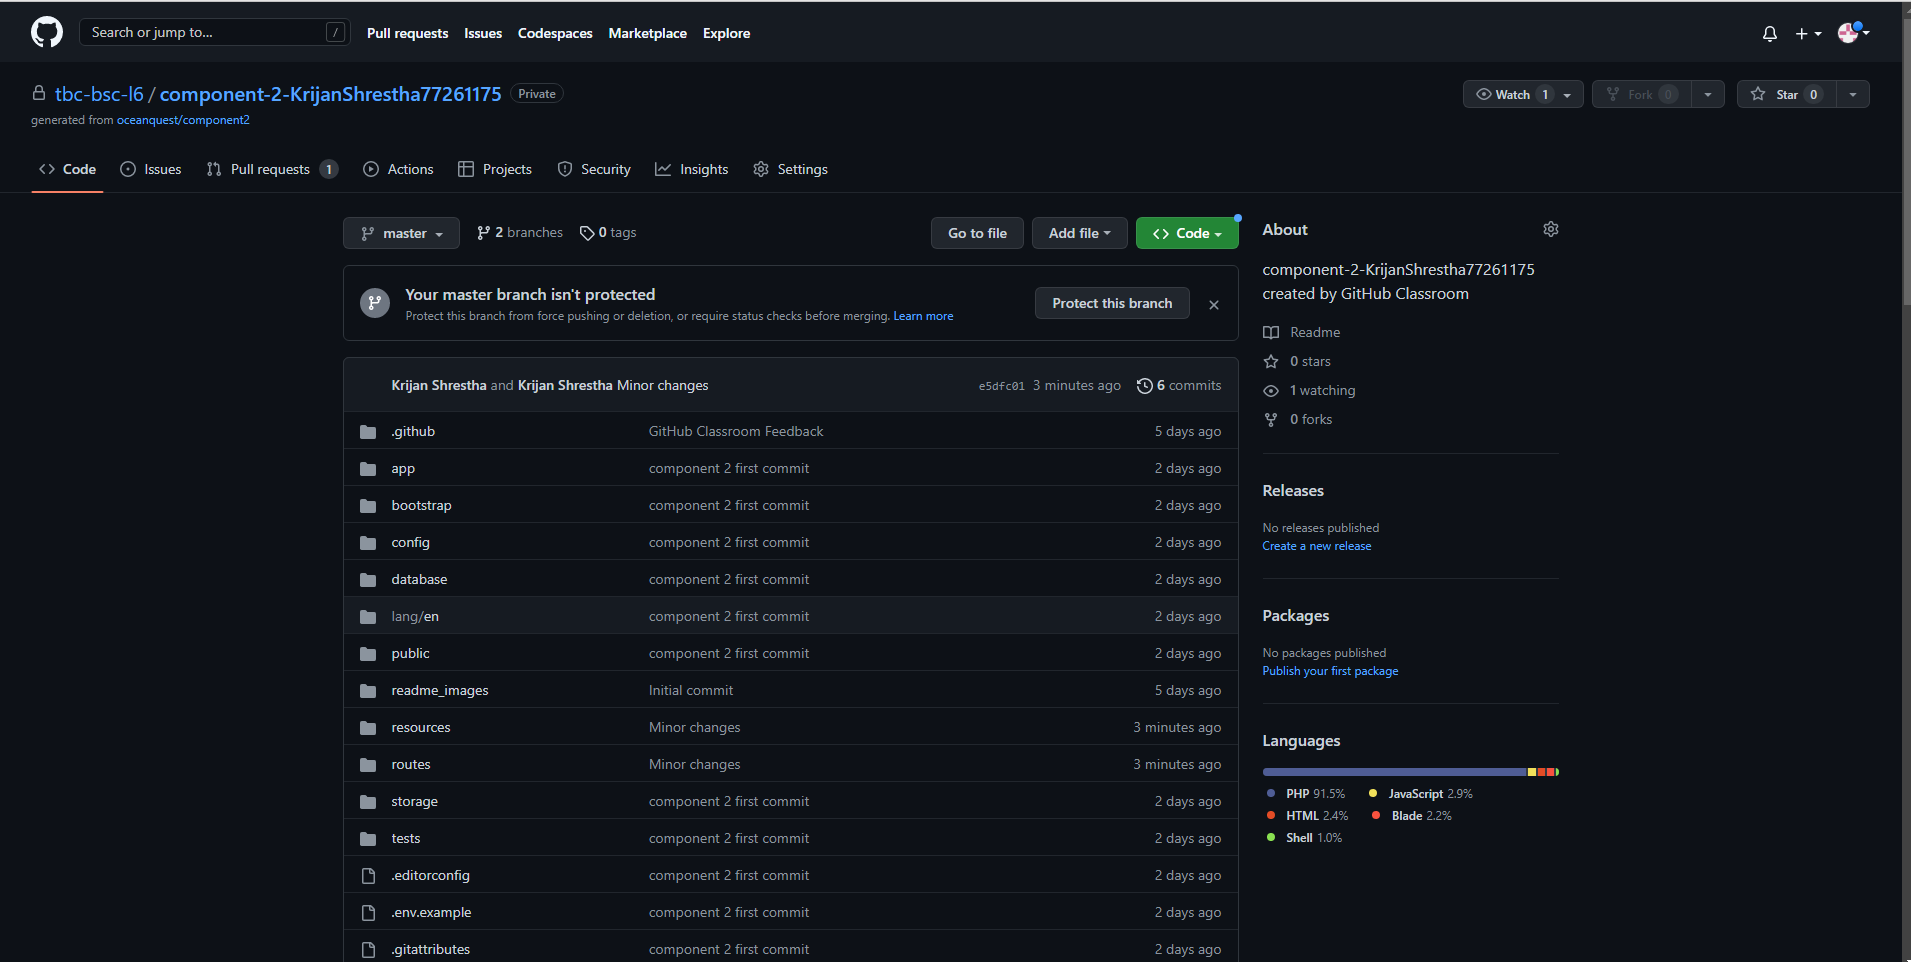 Search or jump to... /
Pull requests Issues Codespaces Marketplace Explore
tbc-bsc-l6 / component-2-KrijanShrestha77261175 Private
generated from oceanquest/component2
Watch 1 Fork 0 Star 0
Code Issues Pull requests 1 Actions Projects Security Insights Settings
master 2 branches 0 tags
Go to file Add file Code
Your master branch isn't protected
Protect this branch from force pushing or deletion, or require status checks before merging. Learn more
Protect this branch
Krijan Shrestha and Krijan Shrestha Minor changes e5dfc01 3 minutes ago 6 commits
.github GitHub Classroom Feedback 5 days ago
app component 2 first commit 2 days ago
bootstrap component 2 first commit 2 days ago
config component 2 first commit 2 days ago
database component 2 first commit 2 days ago
lang/en component 2 first commit 2 days ago
public component 2 first commit 2 days ago
readme_images Initial commit 5 days ago
resources Minor changes 3 minutes ago
routes Minor changes 3 minutes ago
storage component 2 first commit 2 days ago
tests component 2 first commit 2 days ago
.editorconfig component 2 first commit 2 days ago
.env.example component 2 first commit 2 days ago
.gitattributes component 2 first commit 2 days ago
About
component-2-KrijanShrestha77261175
created by GitHub Classroom
Readme
0 stars
1 watching
0 forks
Releases
No releases published
Create a new release
Packages
No packages published
Publish your first package
Languages
PHP 91.5% JavaScript 2.9%
HTML 2.4% Blade 2.2%
Shell 1.0%